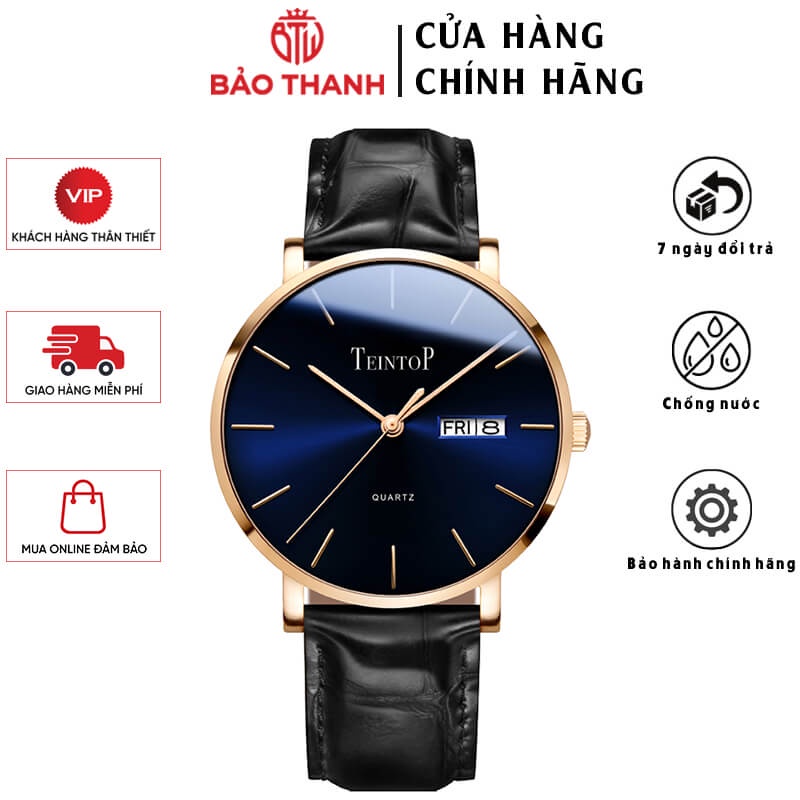 BTW
BẢO THANH
CỬA HÀNG
CHÍNH HÃNG
VIP
KHÁCH HÀNG THÂN THIẾT
GIAO HÀNG MIỄN PHÍ
MUA ONLINE ĐẢM BẢO
TEINTOP
FRI 8
QUARTZ
7 ngày đổi trả
Chống nước
Bảo hành chính hãng